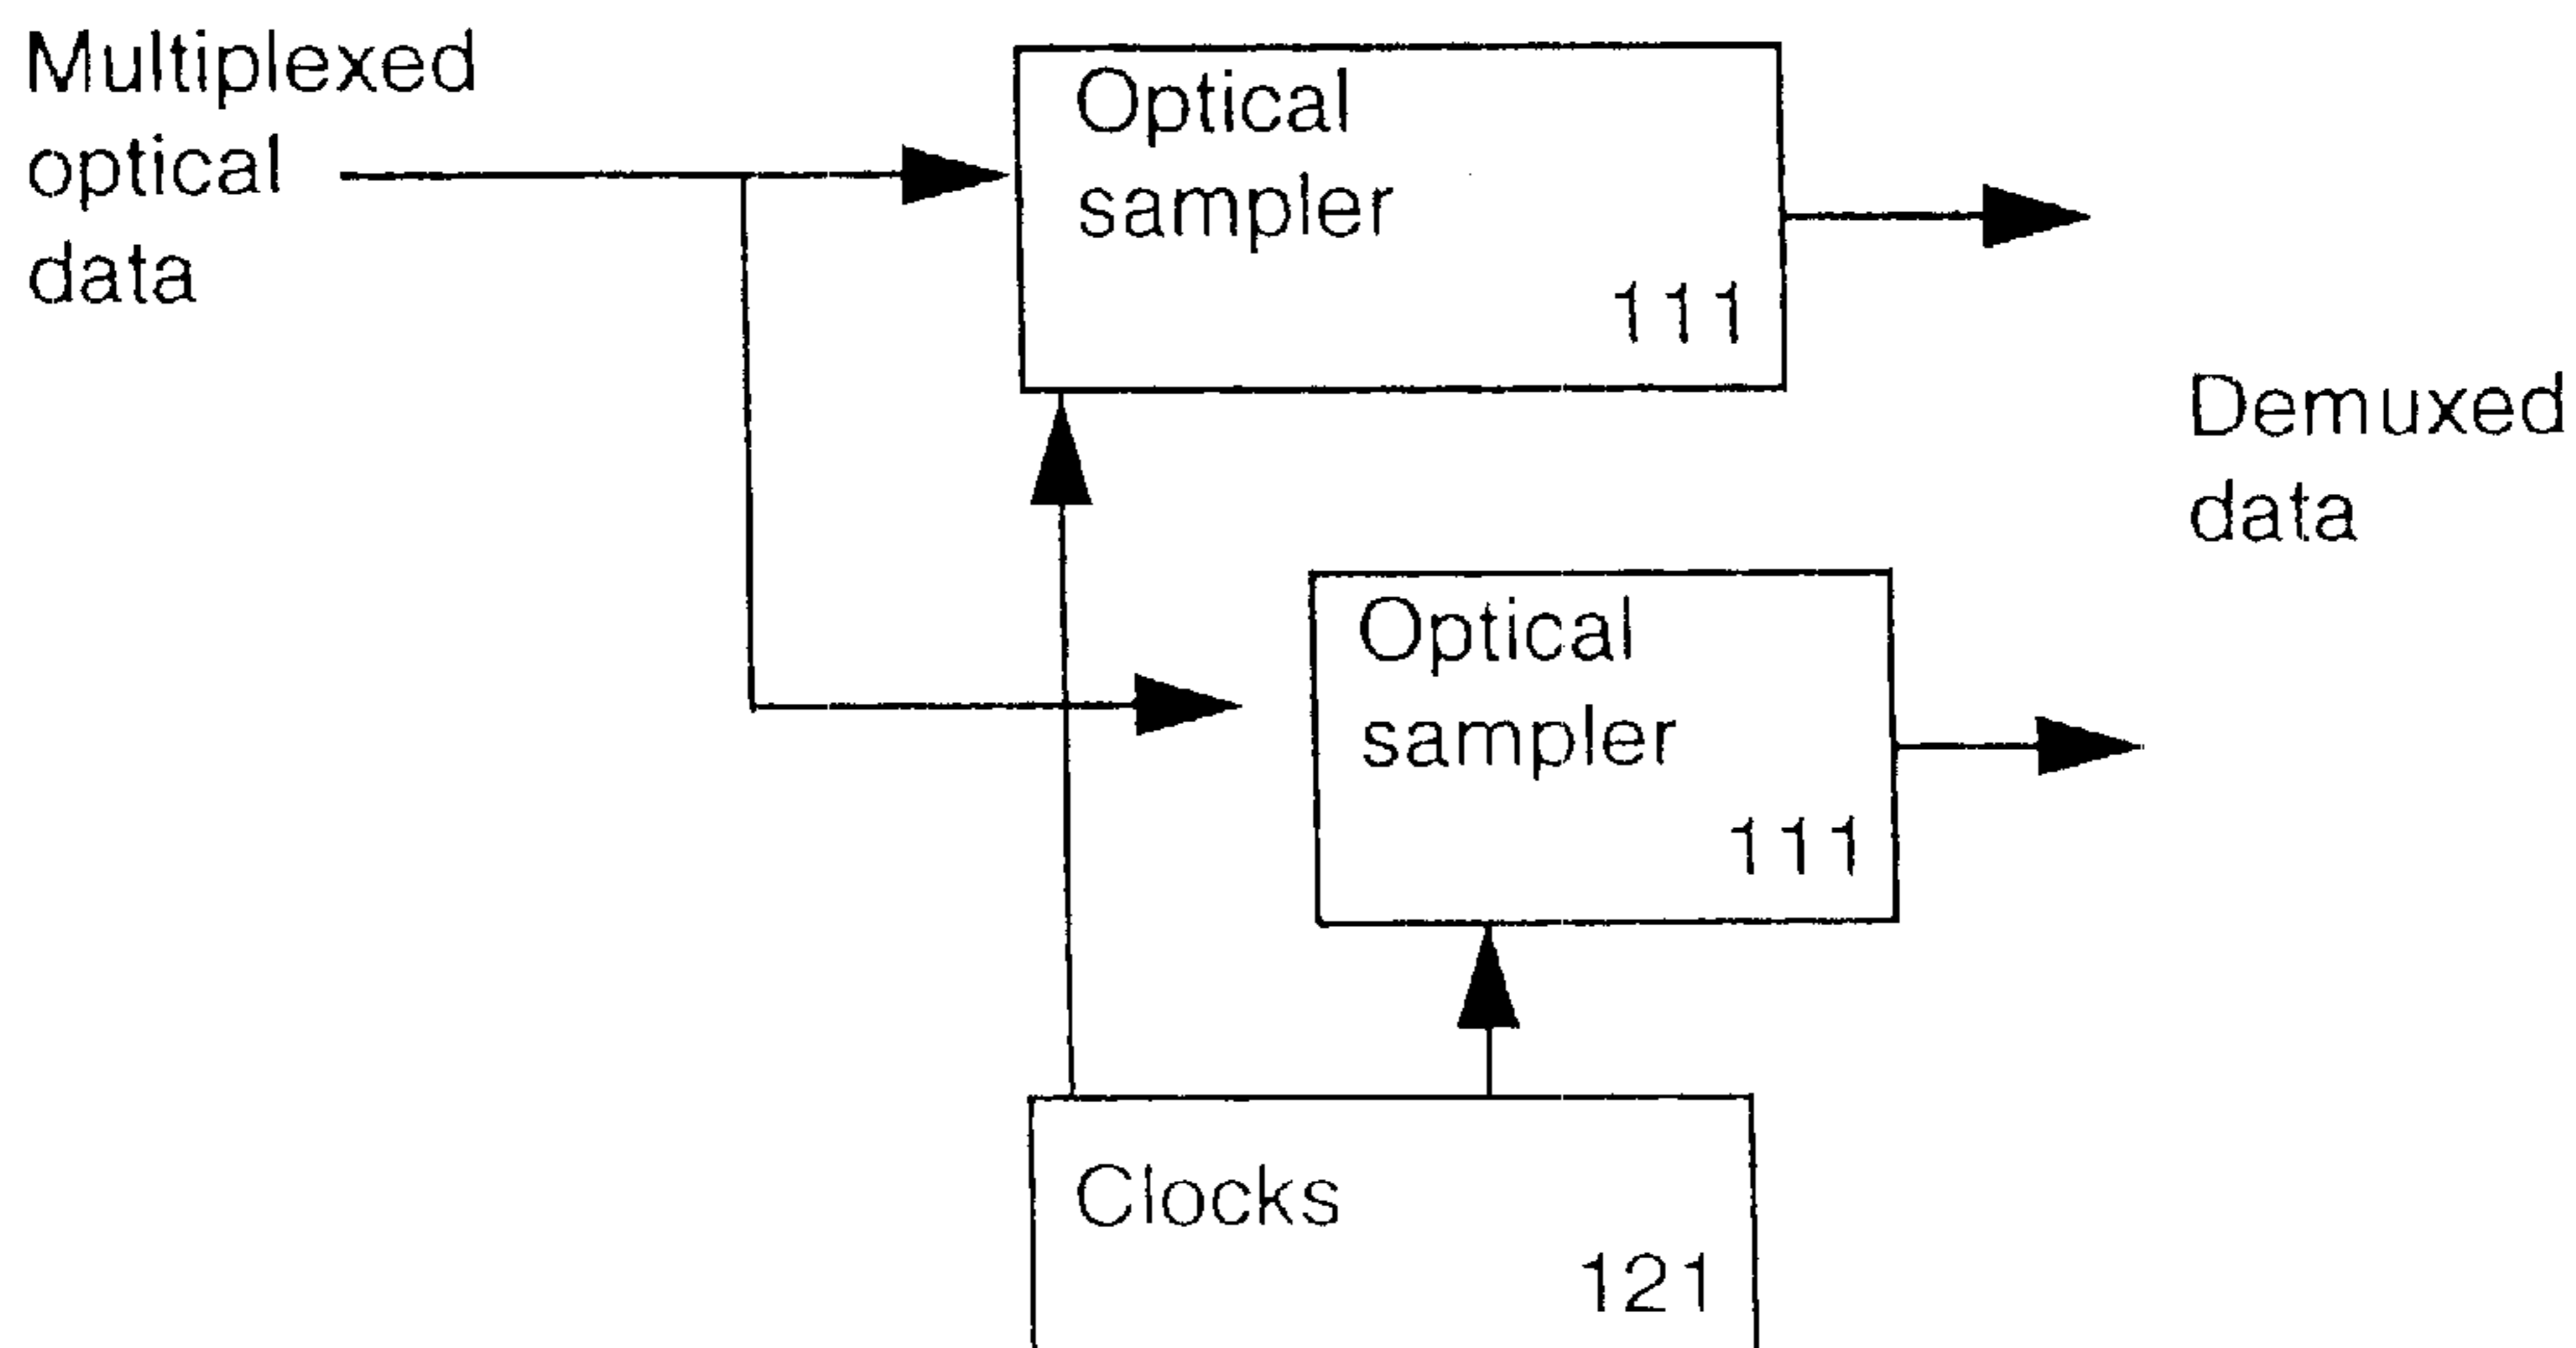 Multiplexed
optical
data
Optical
sampler
111
Demuxed
data
Optical
sampler
111
Clocks
121